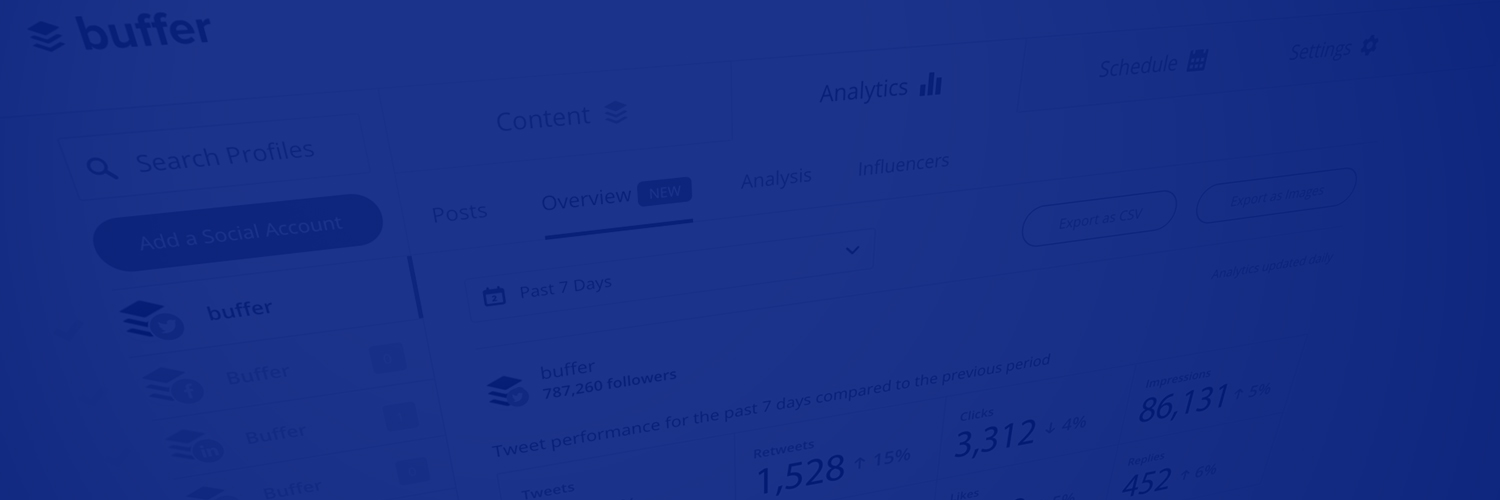 buffer
Content
Analytics
Schedule
Settings
Search Profiles
Add a Social Account
Posts
Overview NEW
Analysis
Influencers
Export as CSV
Export as Images
Past 7 Days
Analytics updated daily
buffer
Buffer
Buffer
Buffer
buffer
787,260 followers
Tweet performance for the past 7 days compared to the previous period
Tweets
Retweets
1,528 ↑ 15%
Clicks
3,312 ↓ 4%
Impressions
86,131 ↑ 5%
Likes
Replies
452 ↑ 6%